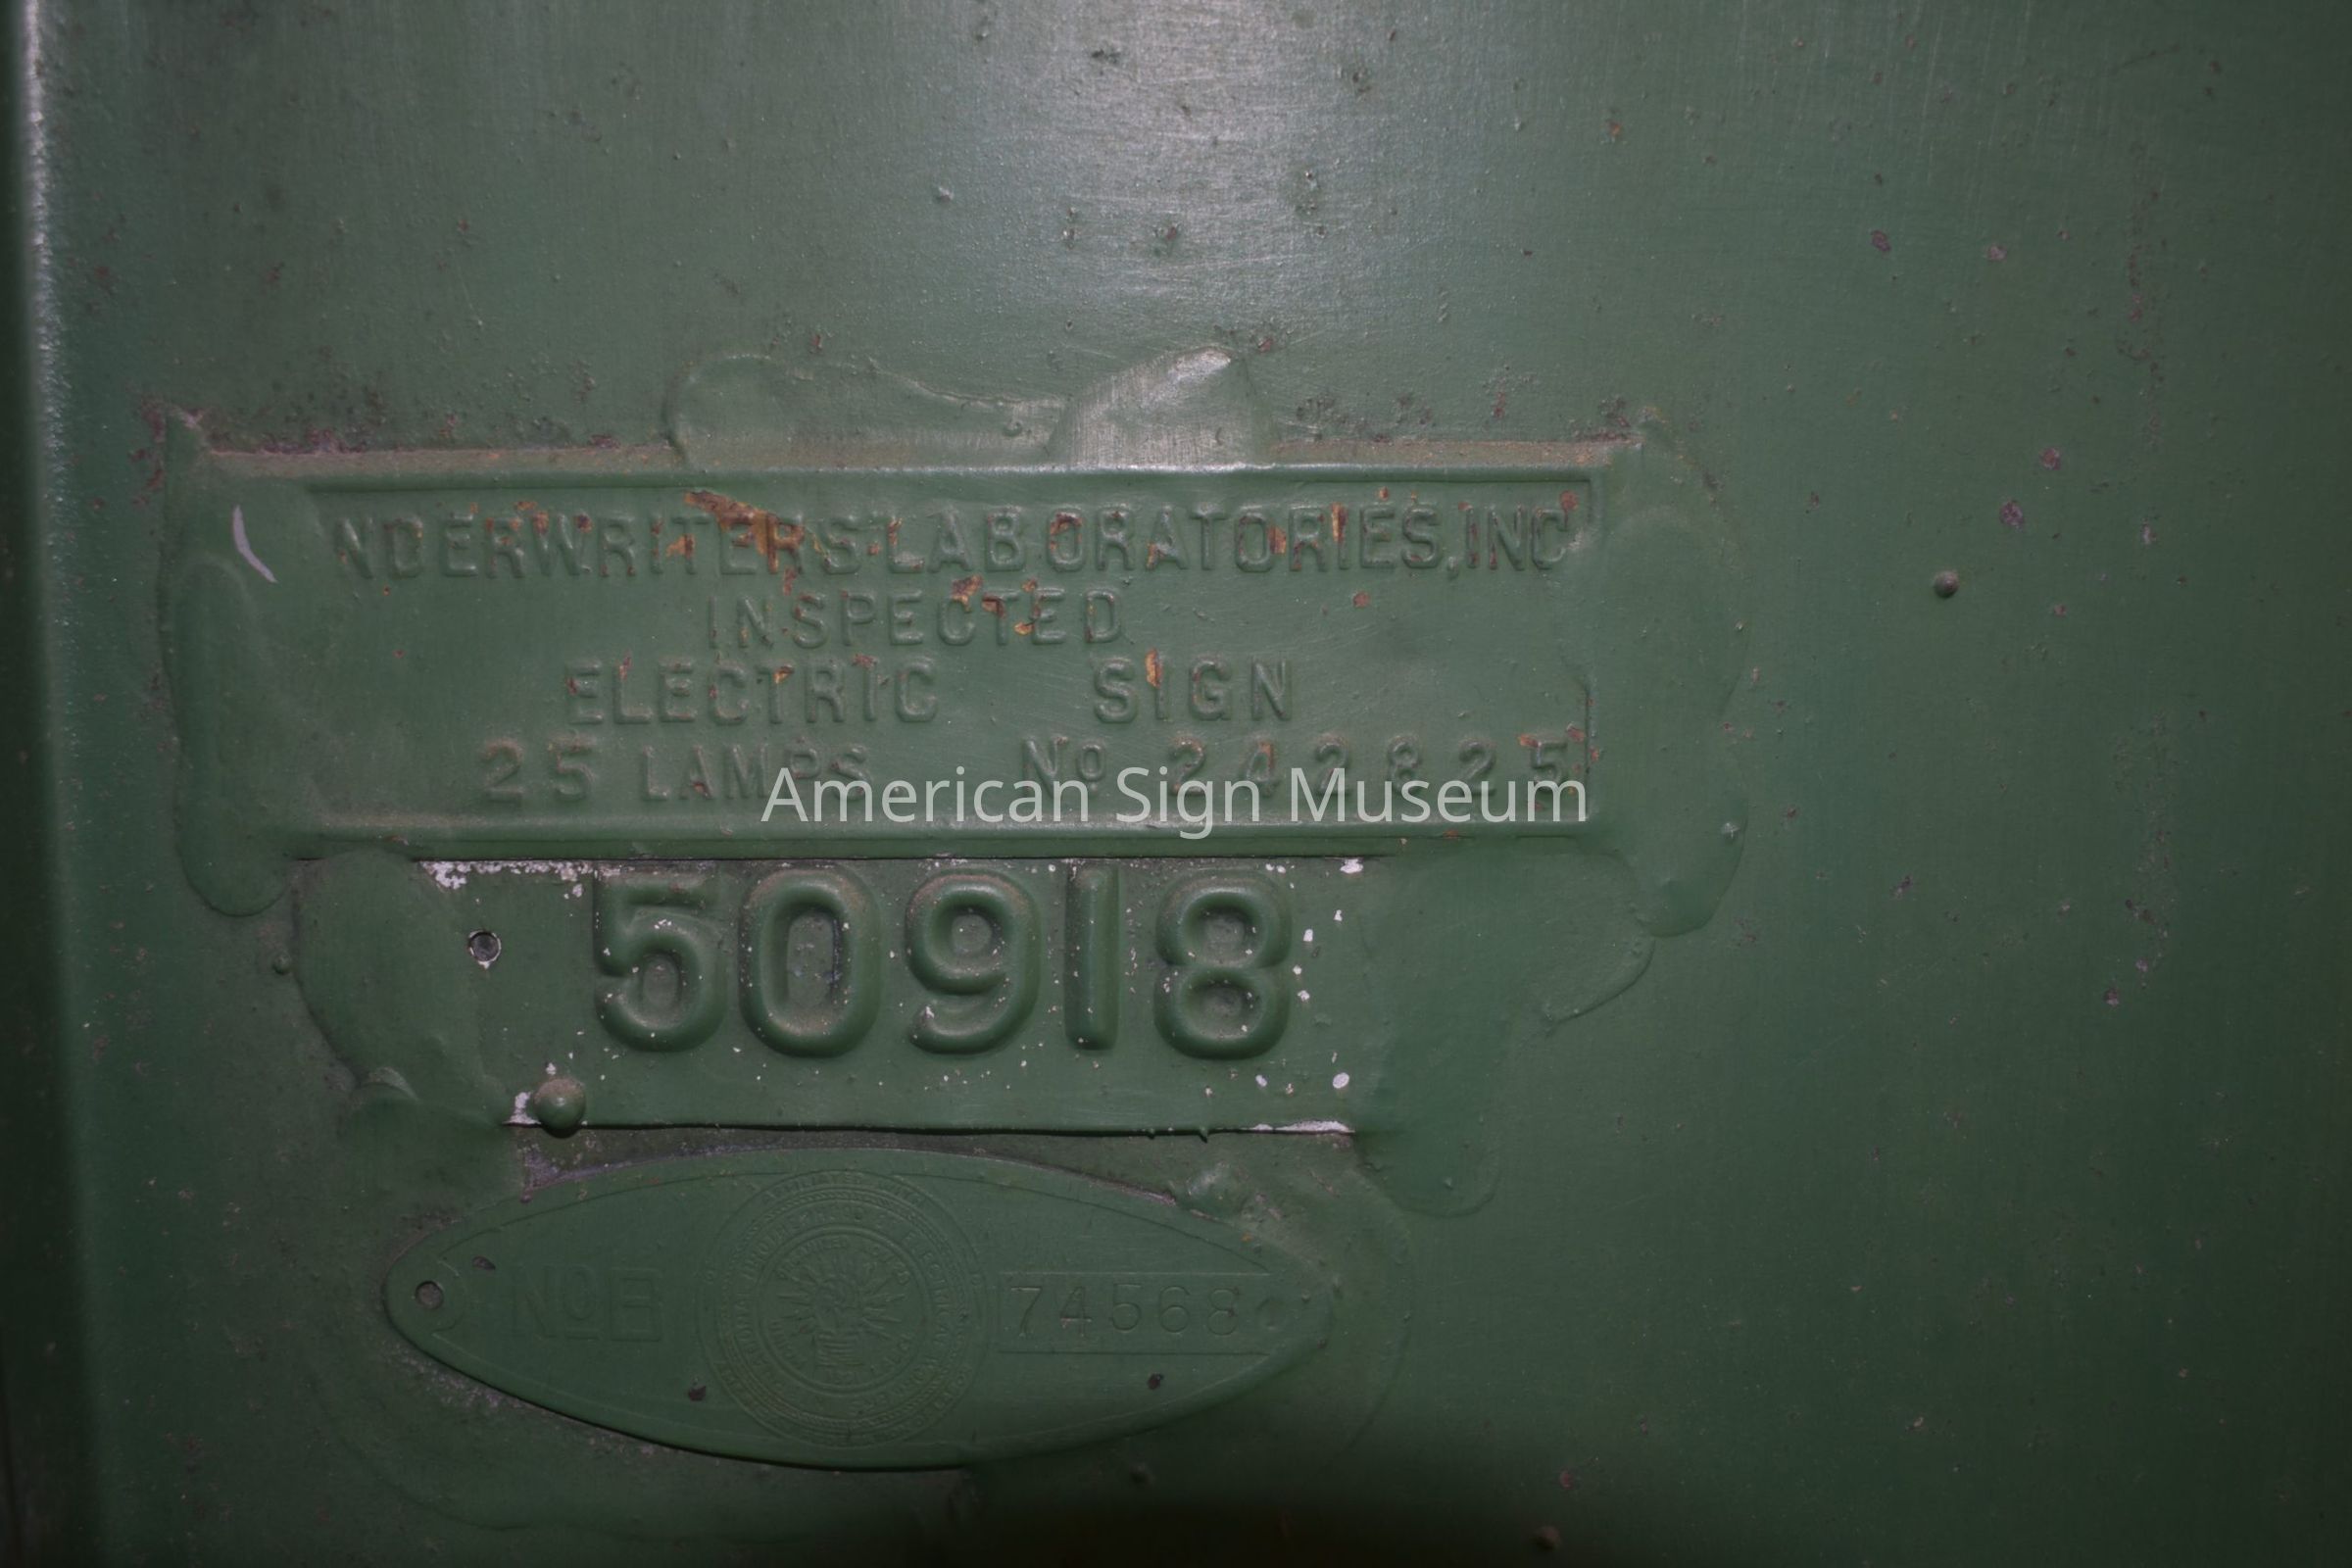 NDERWRITERS' LABORATORIES, INC
INSPECTED
ELECTRIC SIGN
25 LAMPS No 242825
American Sign Museum
50918
No B 74568